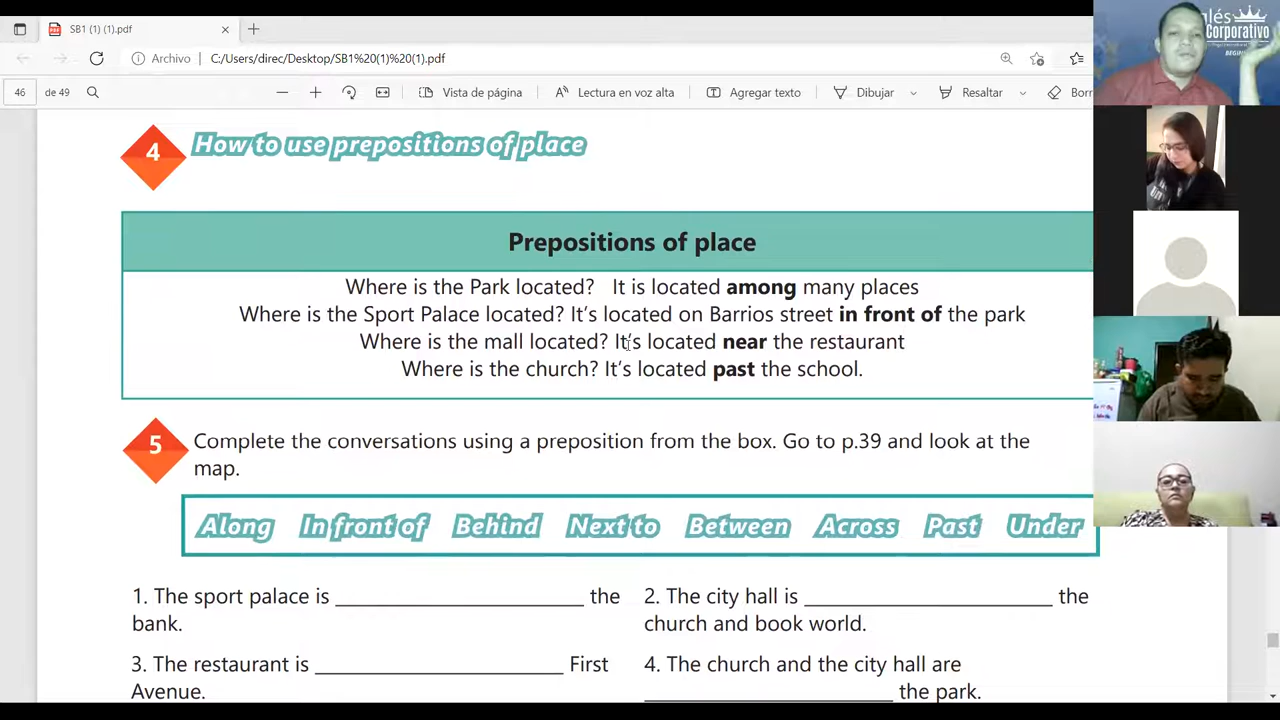 SB1 (1) (1).pdf
Archivo C:/Users/direc/Desktop/SB1%20(1)%20(1).pdf
46 de 49 Vista de página Lectura en voz alta Agregar texto Dibujar Resaltar Borr
glés
Corporativo
BEGIN
4 How to use prepositions of place
Prepositions of place
Where is the Park located? It is located among many places
Where is the Sport Palace located? It's located on Barrios street in front of the park
Where is the mall located? It's located near the restaurant
Where is the church? It's located past the school.
5 Complete the conversations using a preposition from the box. Go to p.39 and look at the
map.
Along In front of Behind Next to Between Across Past Under
1. The sport palace is ________________________ the
bank.
2. The city hall is ________________________ the
church and book world.
3. The restaurant is ________________________ First
Avenue.
4. The church and the city hall are
________________________ the park.